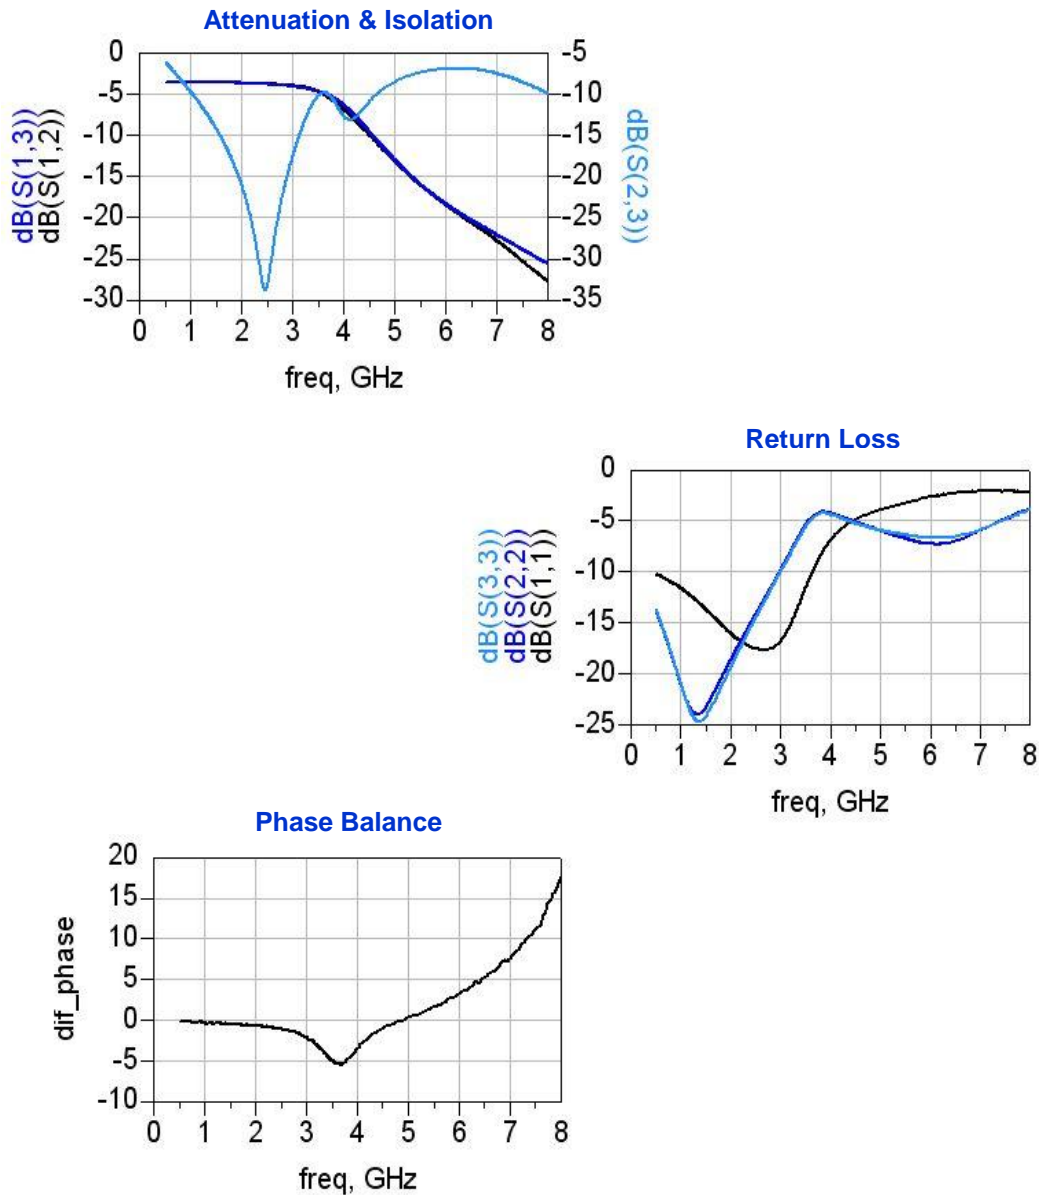 Attenuation & Isolation
dB(S(1,3))
dB(S(1,2))
0
-5
-10
-15
-20
-25
-30
-5
-10
-15
-20
-25
-30
-35
dB(S(2,3))
0 1 2 3 4 5 6 7 8
freq, GHz
Return Loss
dB(S(3,3))
dB(S(2,2))
dB(S(1,1))
0
-5
-10
-15
-20
-25
0 1 2 3 4 5 6 7 8
freq, GHz
Phase Balance
dif_phase
20
15
10
5
0
-5
-10
0 1 2 3 4 5 6 7 8
freq, GHz